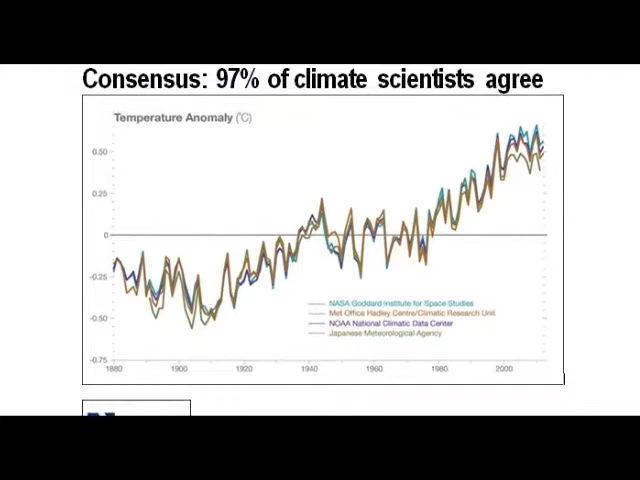 Consensus: 97% of climate scientists agree
Temperature Anomaly (°C)
0.50
0.25
0
-0.25
-0.50
-0.75
1880 1900 1920 1940 1960 1980 2000
NASA Goddard Institute for Space Studies
Met Office Hadley Centre/Climatic Research Unit
NOAA National Climatic Data Center
Japanese Meteorological Agency